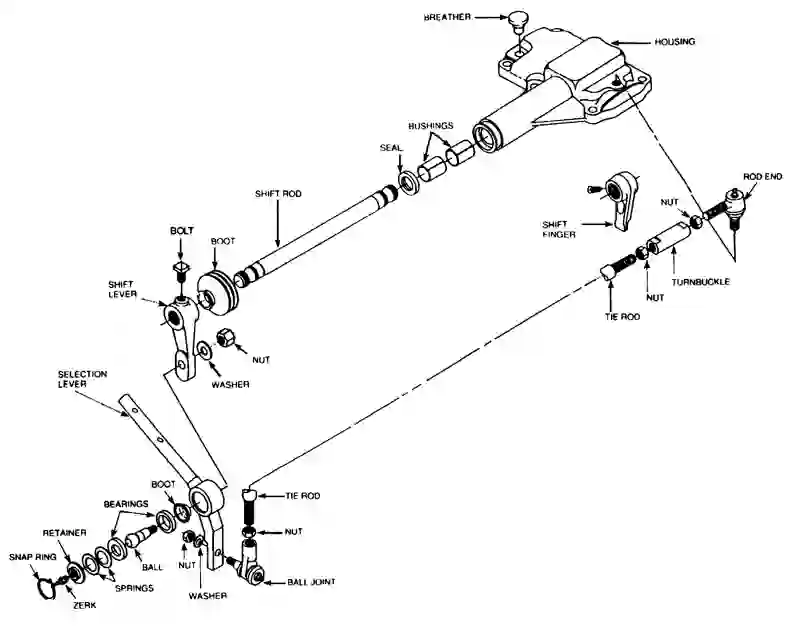 BREATHER
HOUSING
BUSHINGS
SEAL
ROD END
SHIFT ROD
NUT
BOLT
BOOT
SHIFT
FINGER
SHIFT
LEVER
TURNBUCKLE
NUT
TIE ROD
NUT
WASHER
SELECTION
LEVER
BOOT
TIE ROD
BEARINGS
RETAINER
NUT
SNAP RING
BALL
NUT
SPRINGS
WASHER
BALL JOINT
ZERK